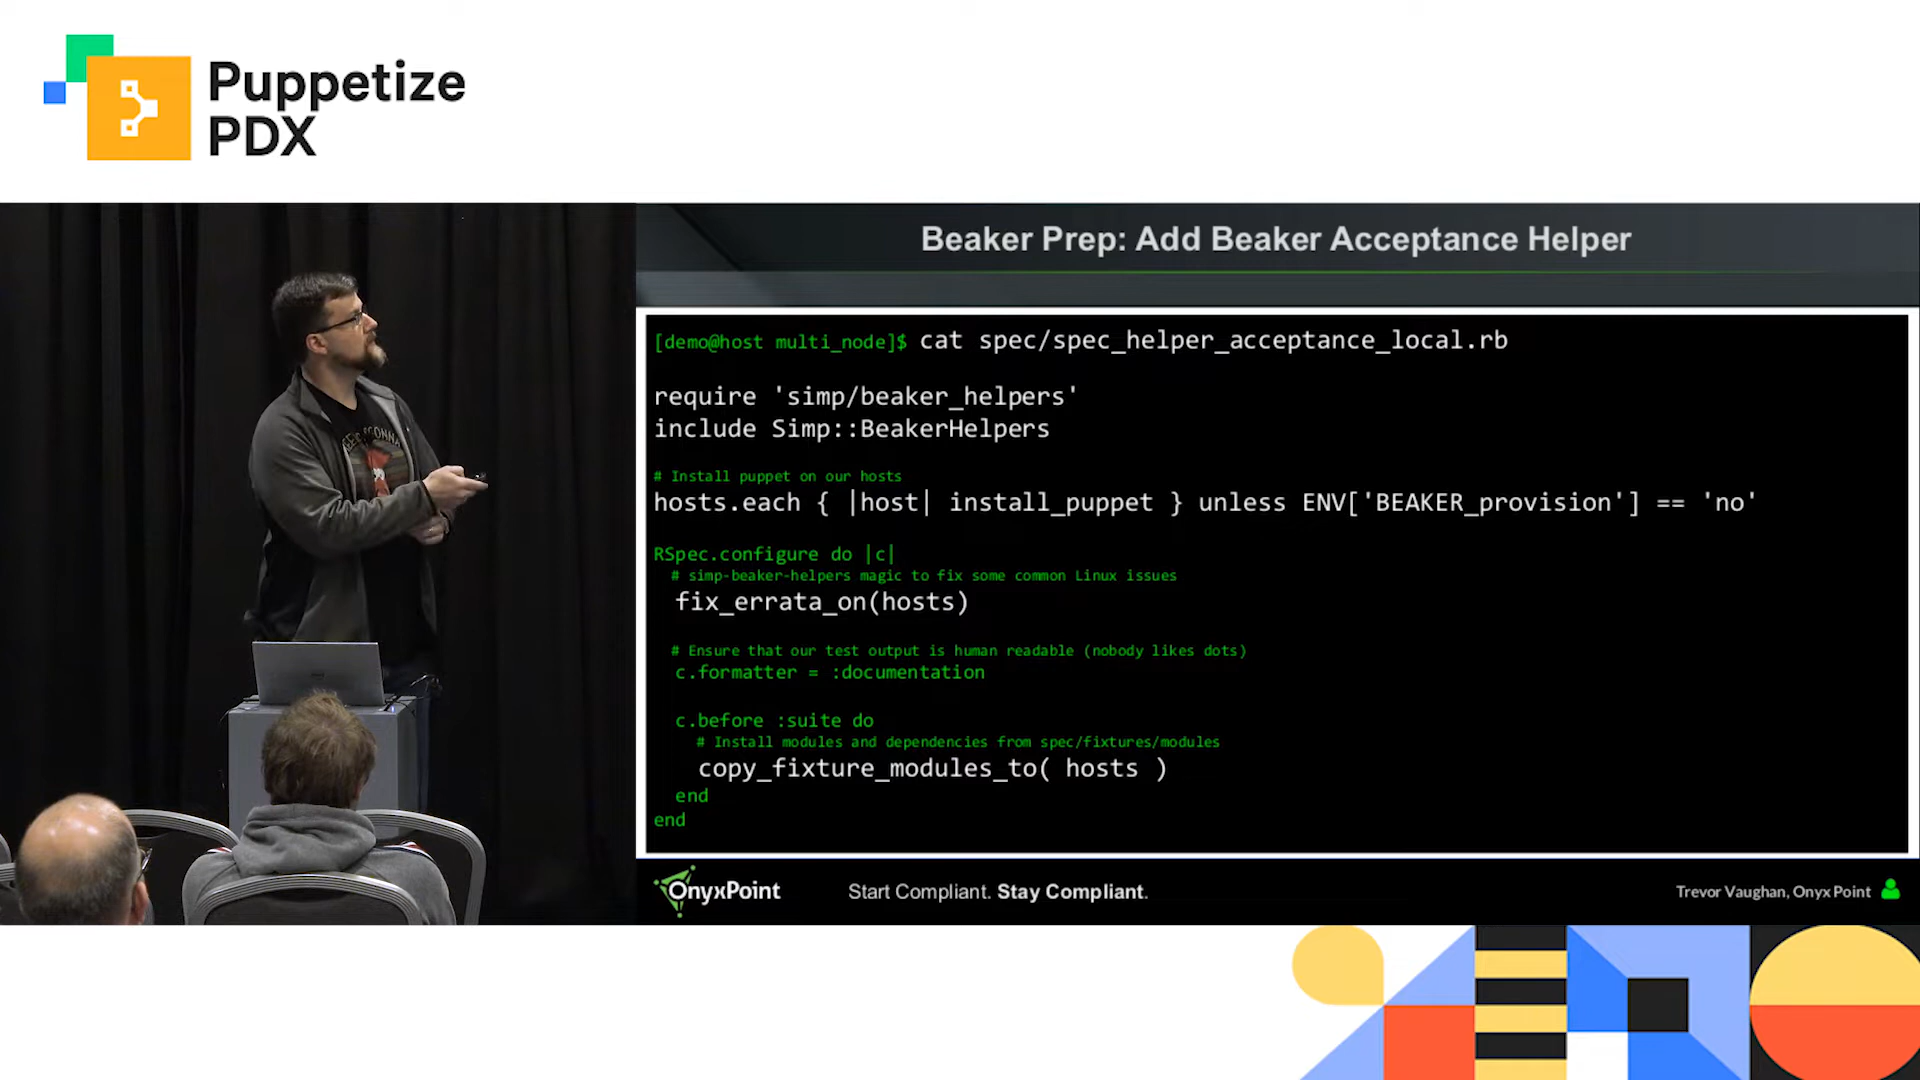 Puppetize
PDX
Beaker Prep: Add Beaker Acceptance Helper
[demo@host multi_node]$ cat spec/spec_helper_acceptance_local.rb
require 'simp/beaker_helpers'
include Simp::BeakerHelpers
# Install puppet on our hosts
hosts.each { |host| install_puppet } unless ENV['BEAKER_provision'] == 'no'
RSpec.configure do |c|
# simp-beaker-helpers magic to fix some common Linux issues
fix_errata_on(hosts)
# Ensure that our test output is human readable (nobody likes dots)
c.formatter = :documentation
c.before :suite do
# Install modules and dependencies from spec/fixtures/modules
copy_fixture_modules_to( hosts )
end
end
OnyxPoint
Start Compliant. Stay Compliant.
Trevor Vaughan, Onyx Point